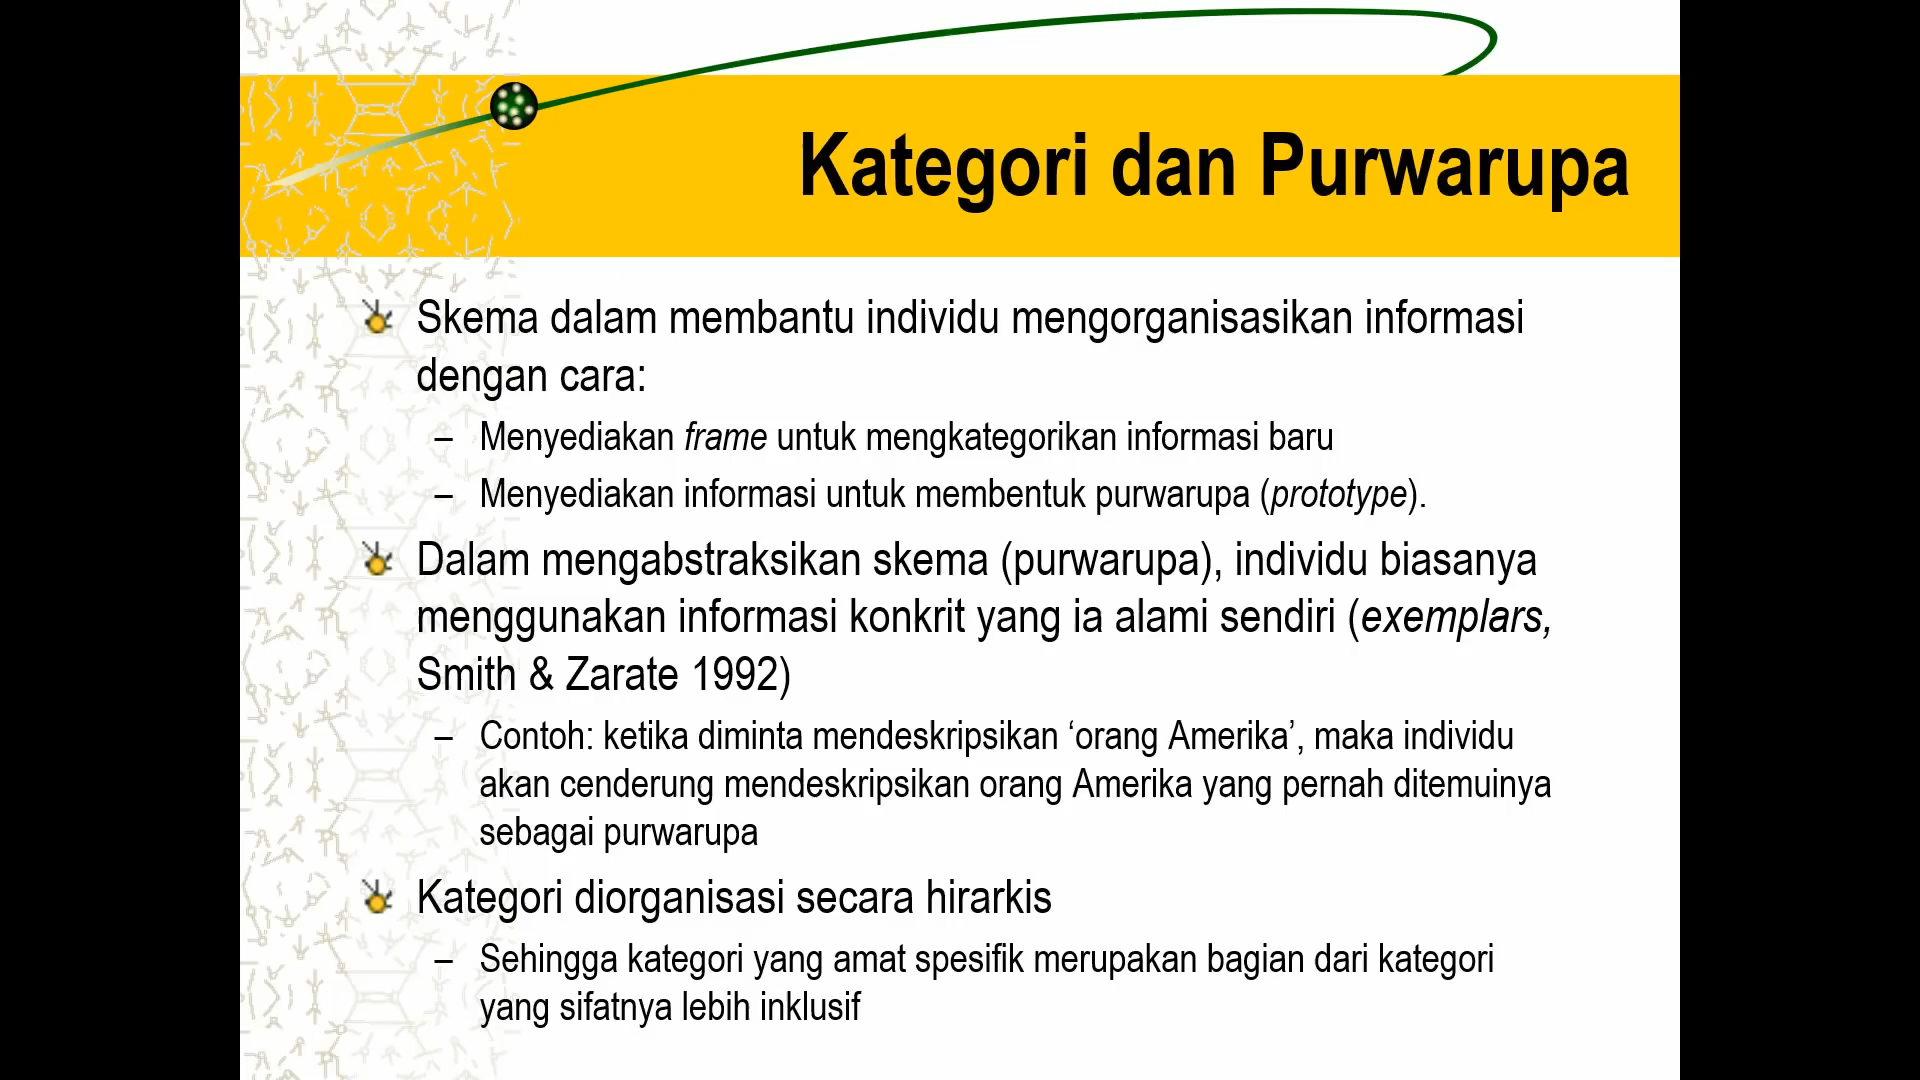 Kategori dan Purwarupa
Skema dalam membantu individu mengorganisasikan informasi
dengan cara:
– Menyediakan frame untuk mengkategorikan informasi baru
– Menyediakan informasi untuk membentuk purwarupa (prototype).
Dalam mengabstraksikan skema (purwarupa), individu biasanya
menggunakan informasi konkrit yang ia alami sendiri (exemplars,
Smith & Zarate 1992)
– Contoh: ketika diminta mendeskripsikan ‘orang Amerika’, maka individu
akan cenderung mendeskripsikan orang Amerika yang pernah ditemuinya
sebagai purwarupa
Kategori diorganisasi secara hirarkis
– Sehingga kategori yang amat spesifik merupakan bagian dari kategori
yang sifatnya lebih inklusif